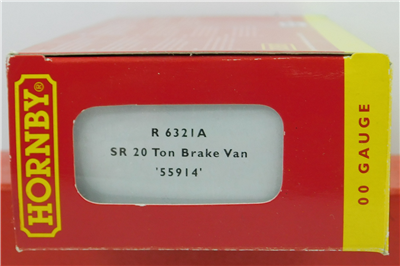 HORNBY®
R 6321A
SR 20 Ton Brake Van
'55914'
00 GAUGE